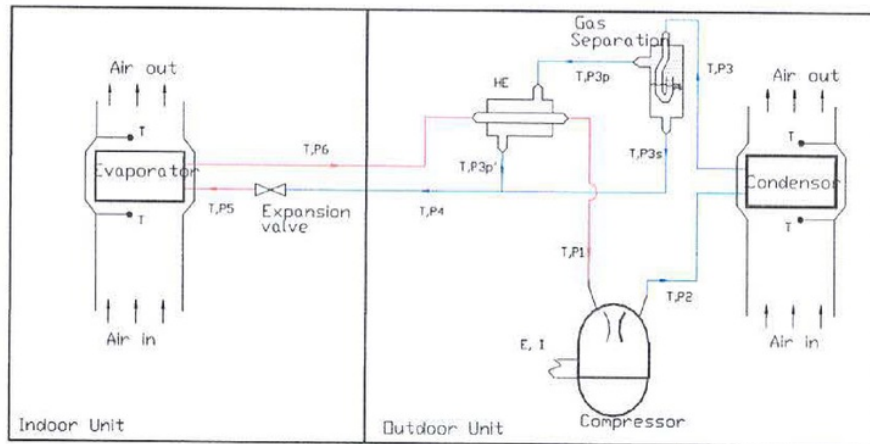 Gas
Separation
Air out
T,P3p
T,P3
Air out
HE
T
T
T,P6
T,P3p'
T,P3s
Evaporator
Condensor
T,P5
Expansion
valve
T,P4
T
T
T,P1
T,P2
Air in
E, I
Air in
Compressor
Indoor Unit
Outdoor Unit